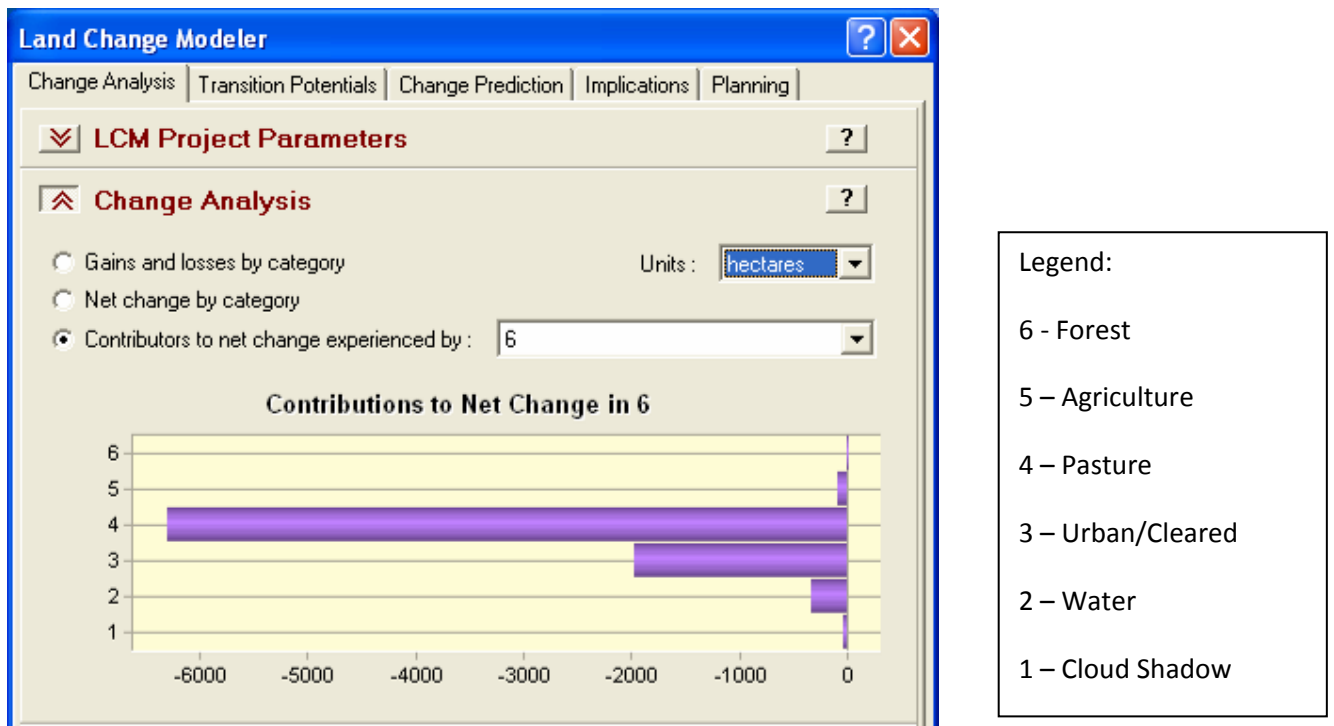 Land Change Modeler
?
Change Analysis Transition Potentials Change Prediction Implications Planning
LCM Project Parameters ?
Change Analysis ?
Gains and losses by category Units : hectares
Net change by category
Contributors to net change experienced by : 6
Contributions to Net Change in 6
6
5
4
3
2
1
-6000 -5000 -4000 -3000 -2000 -1000 0
Legend:
6 - Forest
5 – Agriculture
4 – Pasture
3 – Urban/Cleared
2 – Water
1 – Cloud Shadow